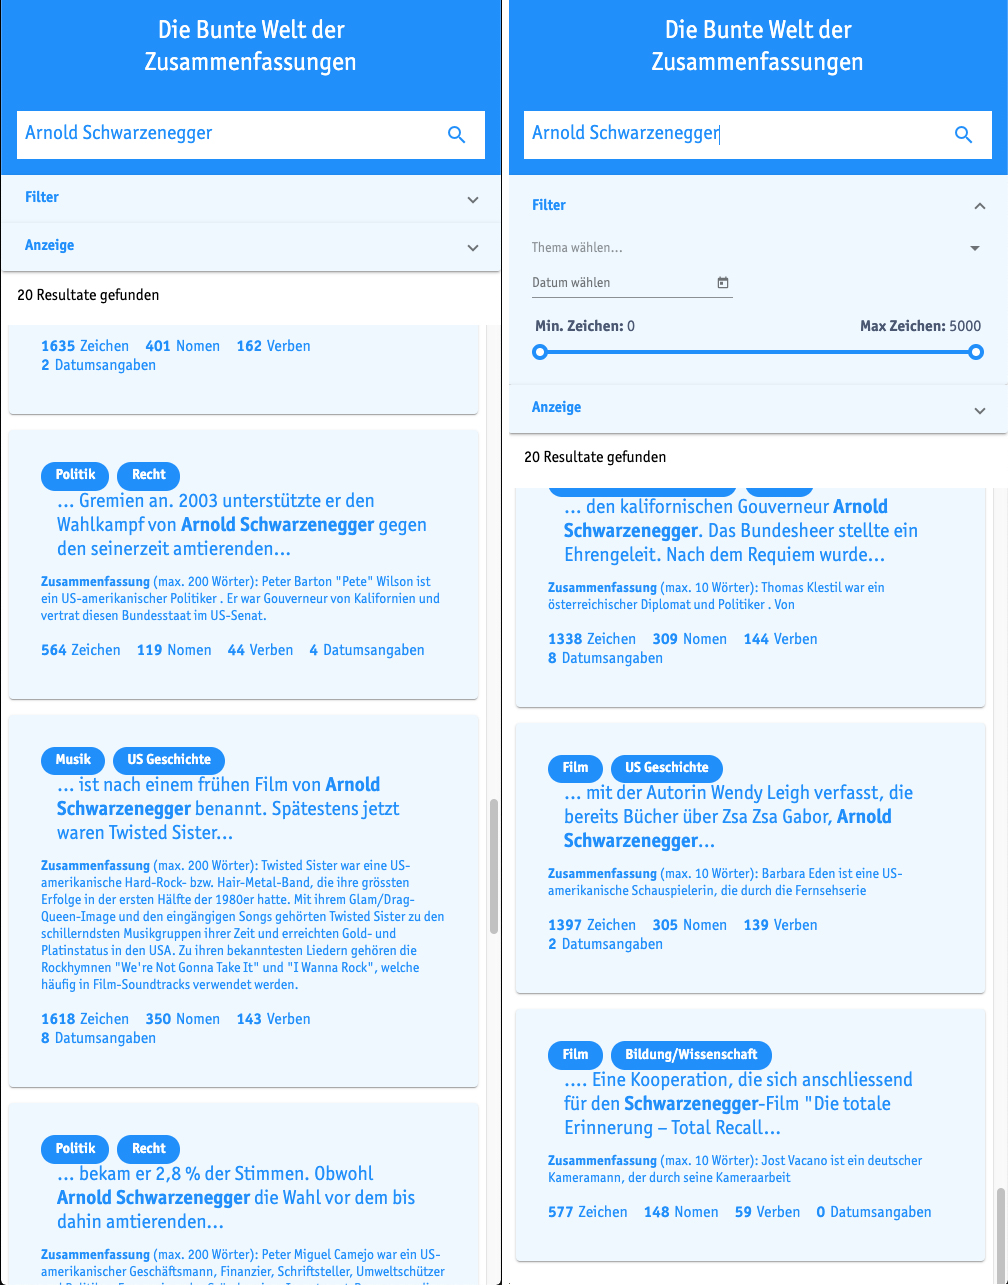 Die Bunte Welt der
Zusammenfassungen
Arnold Schwarzenegger
Filter
Anzeige
20 Resultate gefunden
1635 Zeichen 401 Nomen 162 Verben
2 Datumsangaben
Politik Recht
... Gremien an. 2003 unterstützte er den
Wahlkampf von Arnold Schwarzenegger gegen
den seinerzeit amtierenden...
Zusammenfassung (max. 200 Wörter): Peter Barton "Pete" Wilson ist
ein US-amerikanischer Politiker . Er war Gouverneur von Kalifornien und
vertrat diesen Bundesstaat im US-Senat.
564 Zeichen 119 Nomen 44 Verben 4 Datumsangaben
Musik US Geschichte
... ist nach einem frühen Film von Arnold
Schwarzenegger benannt. Spätestens jetzt
waren Twisted Sister...
Zusammenfassung (max. 200 Wörter): Twisted Sister war eine US-
amerikanische Hard-Rock- bzw. Hair-Metal-Band, die ihre grössten
Erfolge in der ersten Hälfte der 1980er hatte. Mit ihrem Glam/Drag-
Queen-Image und den eingängigen Songs gehörten Twisted Sister zu den
schillerndsten Musikgruppen ihrer Zeit und erreichten Gold- und
Platinstatus in den USA. Zu ihren bekanntesten Liedern gehören die
Rockhymnen "We're Not Gonna Take It" und "I Wanna Rock", welche
häufig in Film-Soundtracks verwendet werden.
1618 Zeichen 350 Nomen 143 Verben
8 Datumsangaben
Politik Recht
... bekam er 2,8 % der Stimmen. Obwohl
Arnold Schwarzenegger die Wahl vor dem bis
dahin amtierenden...
Zusammenfassung (max. 200 Wörter): Peter Miguel Camejo war ein US-
amerikanischer Geschäftsmann, Finanzier, Schriftsteller, Umweltschützer
Die Bunte Welt der
Zusammenfassungen
Arnold Schwarzenegger
Filter
Thema wählen...
Datum wählen
Min. Zeichen: 0 Max Zeichen: 5000
Anzeige
20 Resultate gefunden
... den kalifornischen Gouverneur Arnold
Schwarzenegger. Das Bundesheer stellte ein
Ehrengeleit. Nach dem Requiem wurde...
Zusammenfassung (max. 10 Wörter): Thomas Klestil war ein
österreichischer Diplomat und Politiker . Von
1338 Zeichen 309 Nomen 144 Verben
8 Datumsangaben
Film US Geschichte
... mit der Autorin Wendy Leigh verfasst, die
bereits Bücher über Zsa Zsa Gabor, Arnold
Schwarzenegger...
Zusammenfassung (max. 10 Wörter): Barbara Eden ist eine US-
amerikanische Schauspielerin, die durch die Fernsehserie
1397 Zeichen 305 Nomen 139 Verben
2 Datumsangaben
Film Bildung/Wissenschaft
.... Eine Kooperation, die sich anschliessend
für den Schwarzenegger-Film "Die totale
Erinnerung – Total Recall...
Zusammenfassung (max. 10 Wörter): Jost Vacano ist ein deutscher
Kameramann, der durch seine Kameraarbeit
577 Zeichen 148 Nomen 59 Verben 0 Datumsangaben